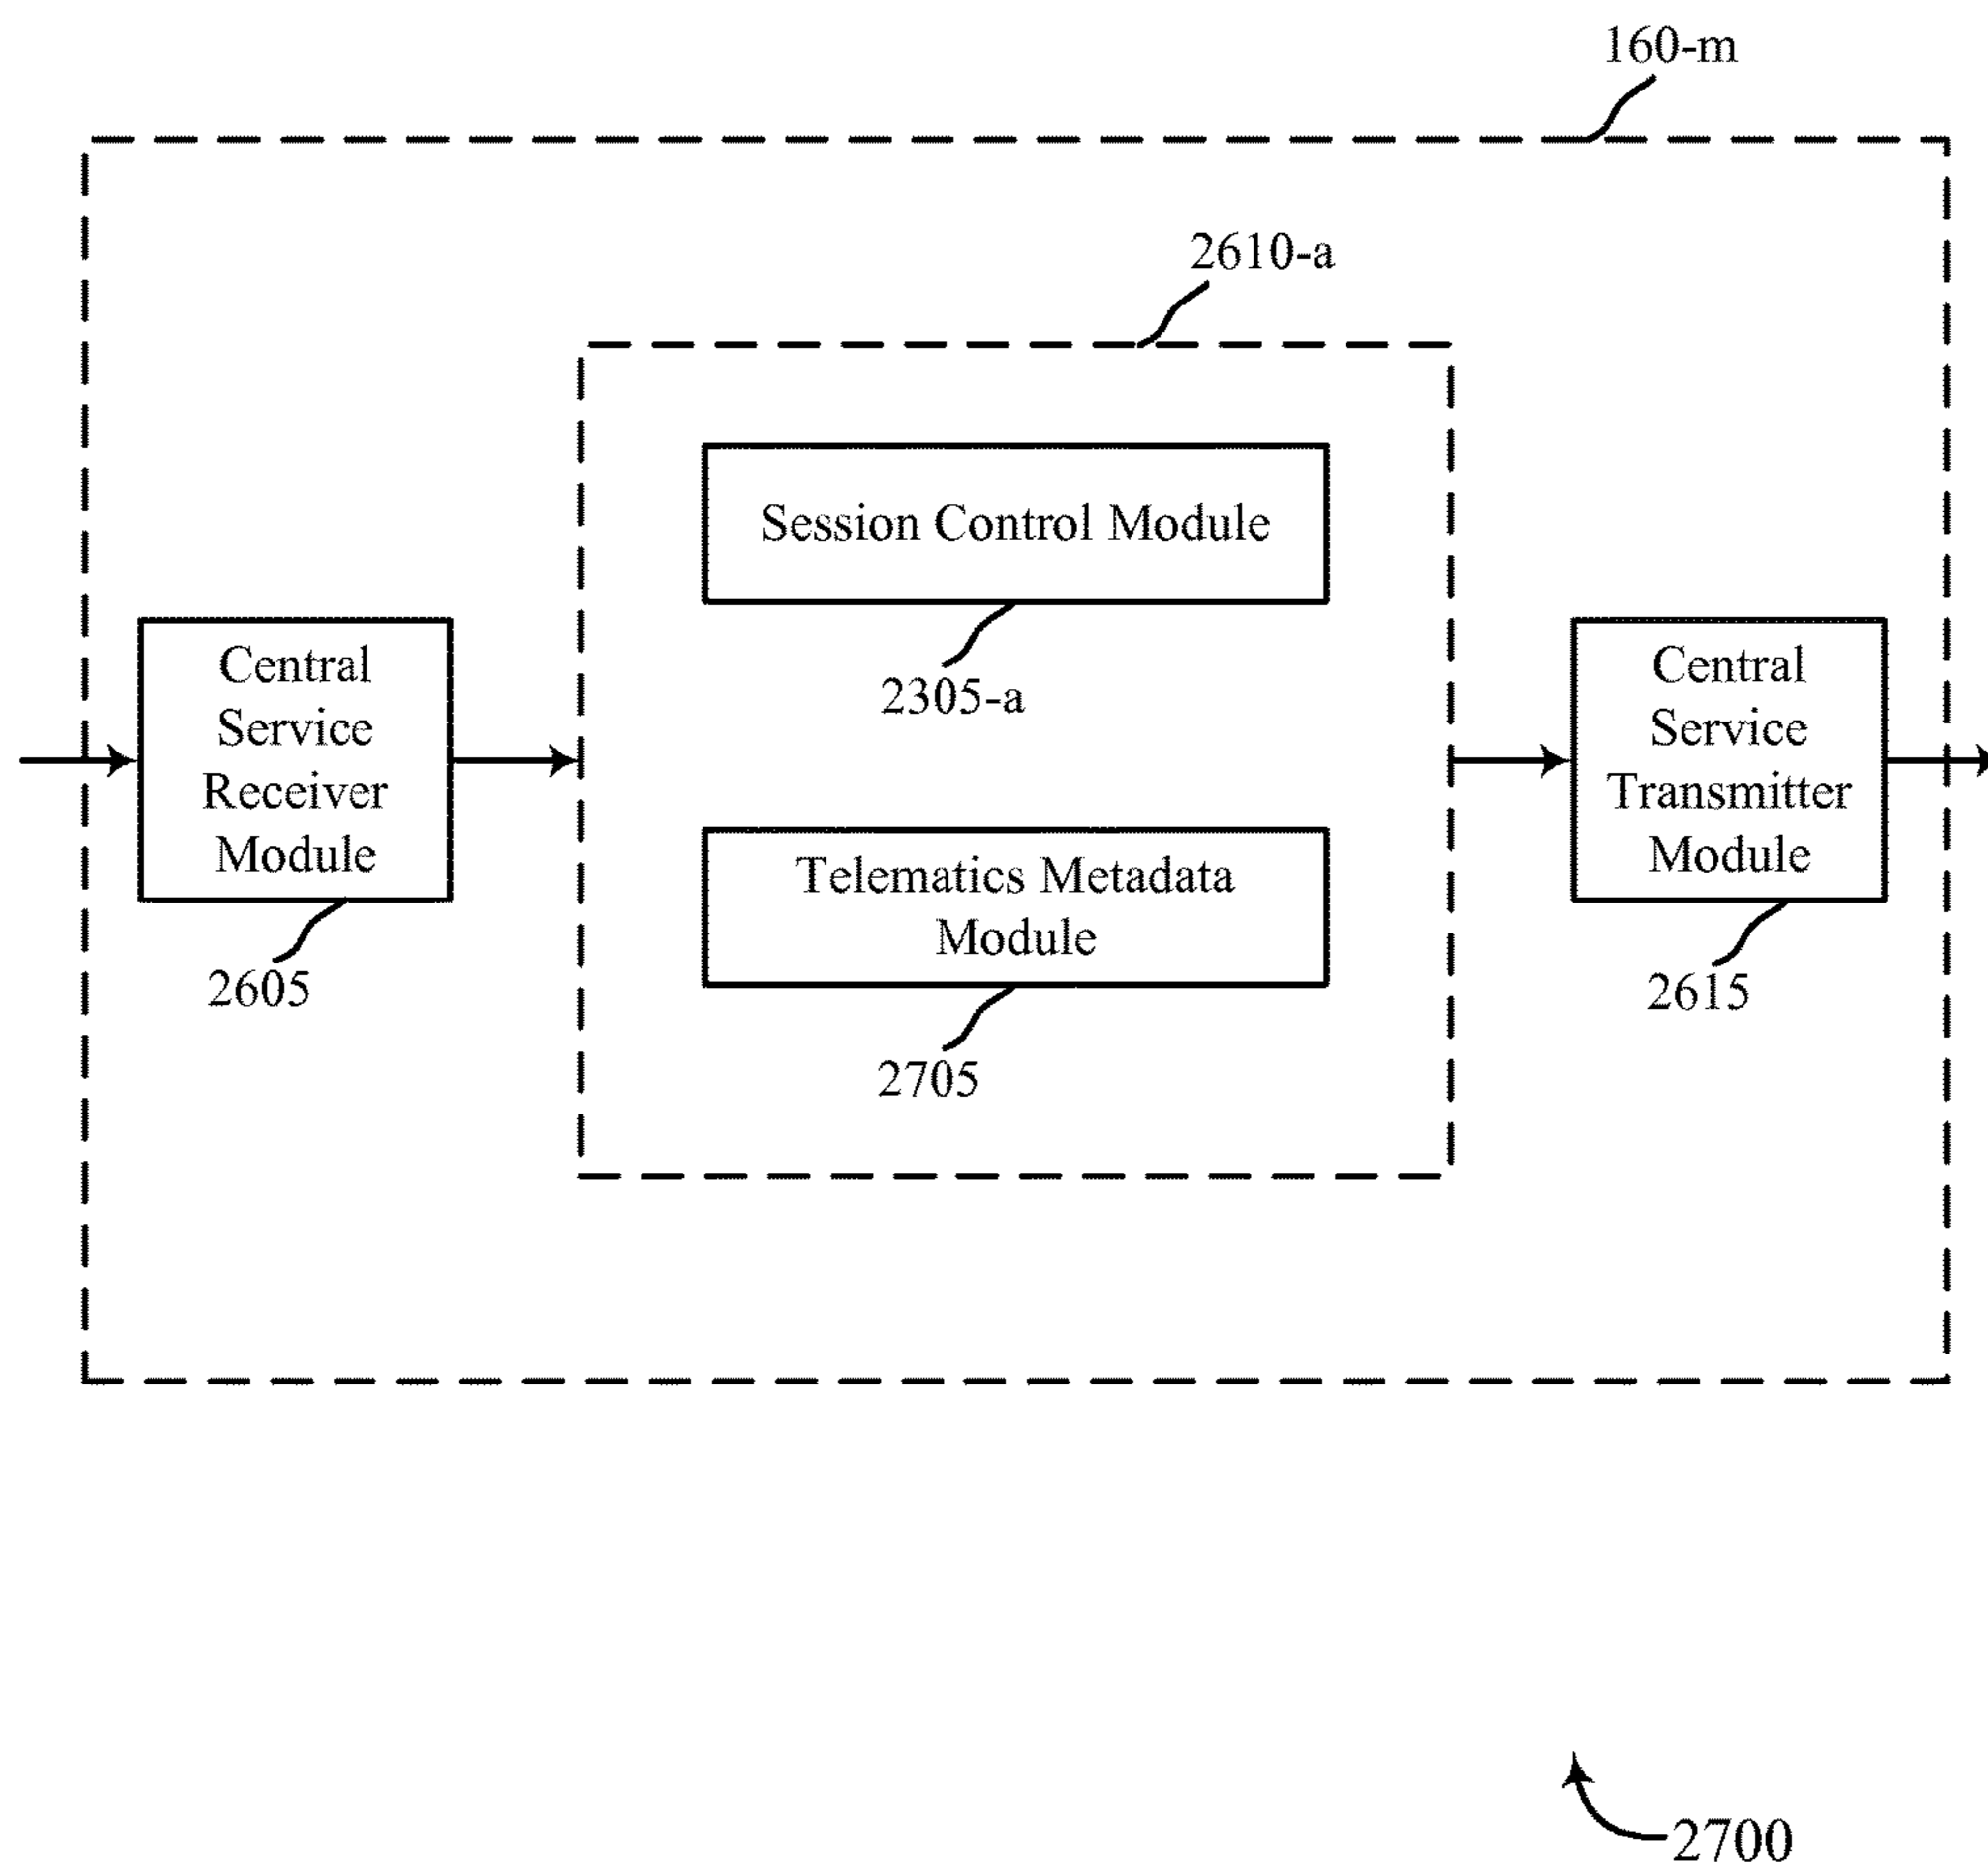 160-m
2610-a
Session Control Module
2305-a
Central
Service
Receiver
Module
2605
Telematics Metadata
Module
2705
Central
Service
Transmitter
Module
2615
2700